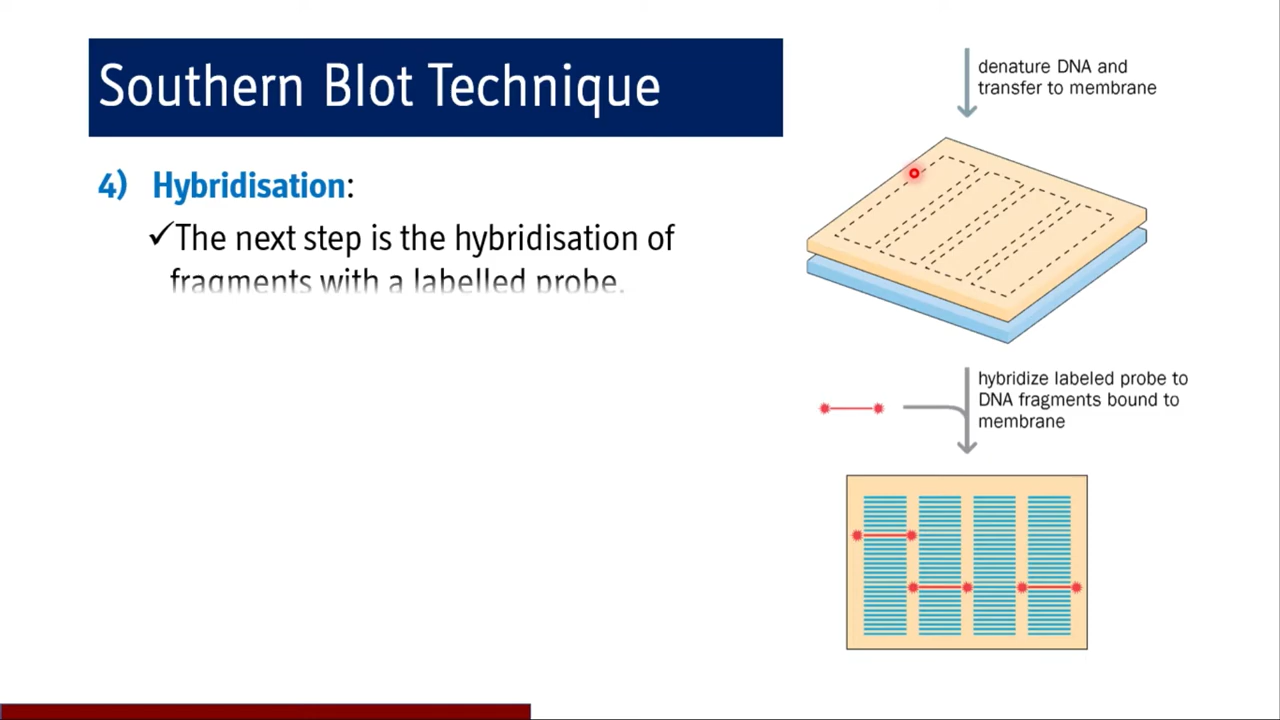 Southern Blot Technique
4) Hybridisation:
✓The next step is the hybridisation of
fragments with a labelled probe.
denature DNA and
transfer to membrane
hybridize labeled probe to
DNA fragments bound to
membrane